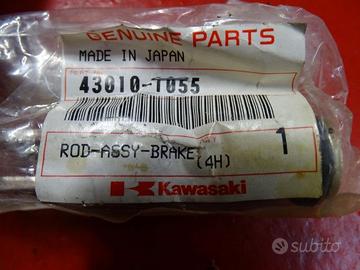 GENUINE PARTS
MADE IN JAPAN
43010-1055
1
ROD-ASSY-BRAKE
(4H)
Kawasaki
subito